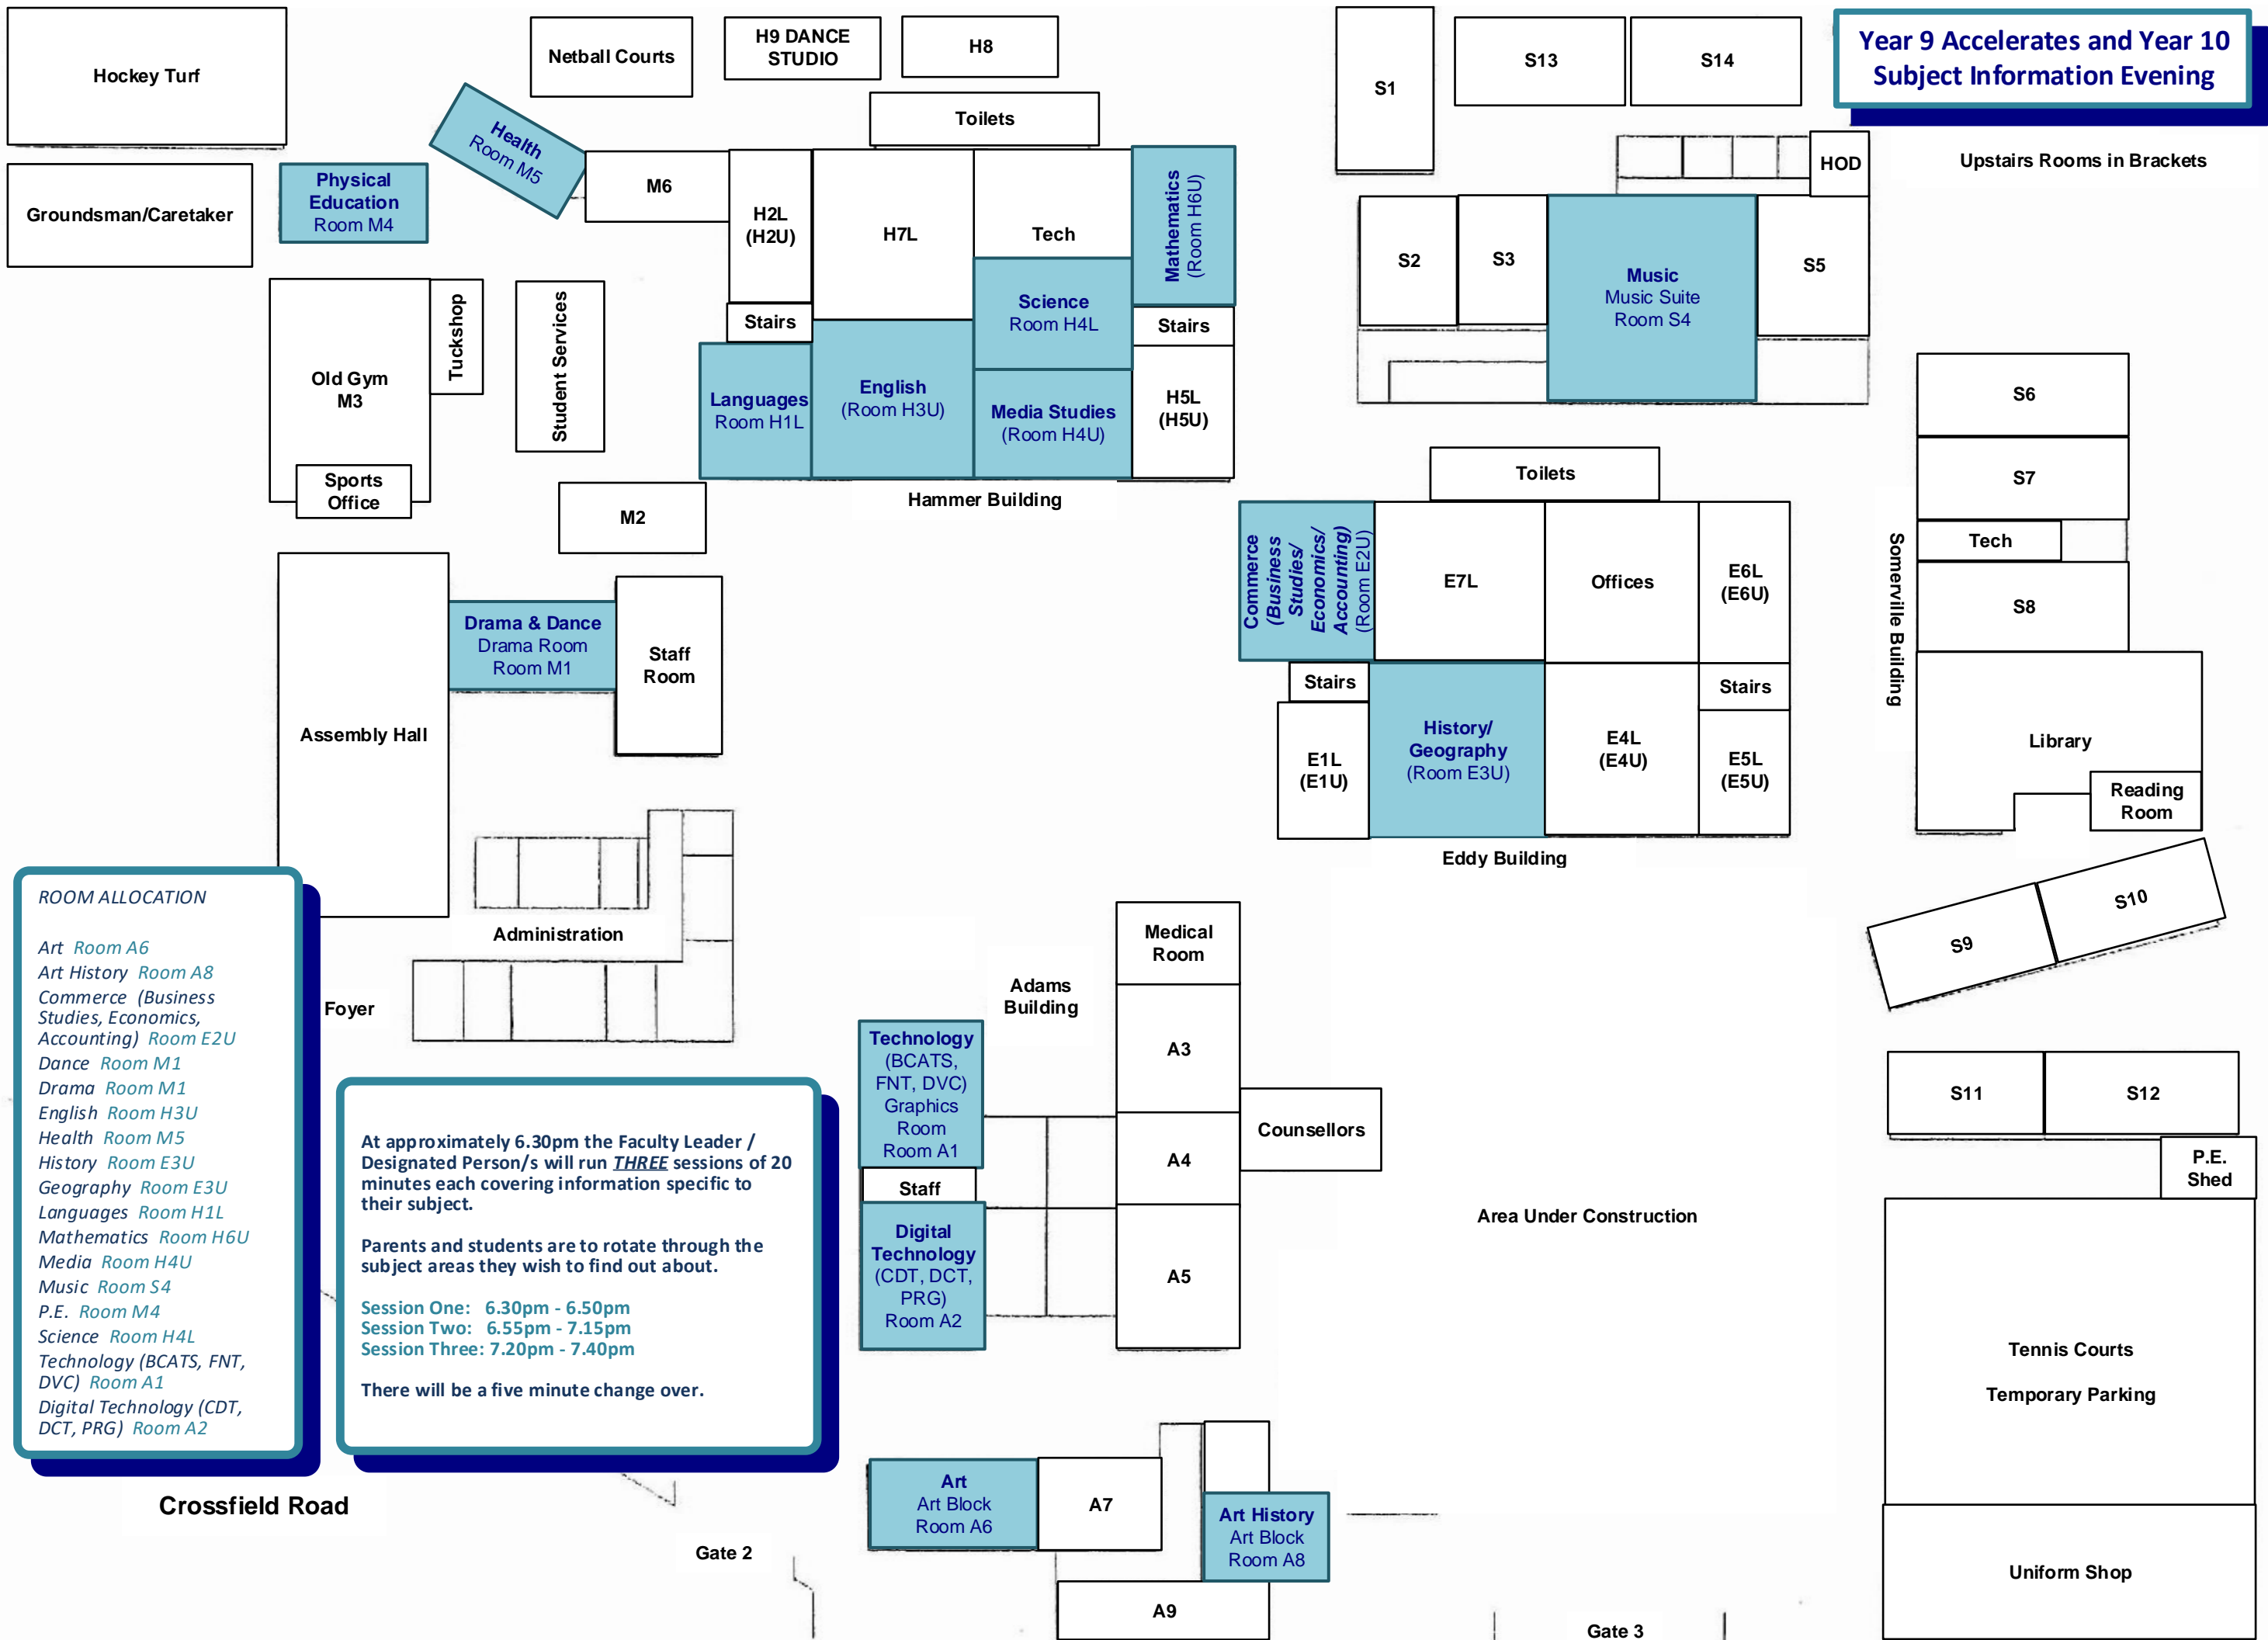 Year 9 Accelerates and Year 10
Subject Information Evening
Upstairs Rooms in Brackets
Hockey Turf
Netball Courts
H9 DANCE
STUDIO
H8
Toilets
S1
S13
S14
HOD
Groundsman/Caretaker
Physical
Education
Room M4
Health
Room M5
M6
H2L
(H2U)
H7L
Tech
Mathematics
(Room H6U)
Stairs
Science
Room H4L
Stairs
Languages
Room H1L
English
(Room H3U)
Media Studies
(Room H4U)
H5L
(H5U)
Hammer Building
S2
S3
Music
Music Suite
Room S4
S5
Old Gym
M3
Tuckshop
Student Services
Sports
Office
M2
S6
S7
Tech
S8
Somerville Building
Library
Reading
Room
Toilets
Commerce
(Business
Studies/
Economics/
Accounting)
(Room E2U)
E7L
Offices
E6L
(E6U)
Stairs
Stairs
E1L
(E1U)
History/
Geography
(Room E3U)
E4L
(E4U)
E5L
(E5U)
Eddy Building
Assembly Hall
Drama & Dance
Drama Room
Room M1
Staff
Room
Administration
Foyer
S9
S10
S11
S12
P.E.
Shed
Tennis Courts
Temporary Parking
Uniform Shop
Medical
Room
Adams
Building
A3
A4
A5
Counsellors
Technology
(BCATS,
FNT, DVC)
Graphics
Room
Room A1
Staff
Digital
Technology
(CDT, DCT,
PRG)
Room A2
Area Under Construction
ROOM ALLOCATION
Art Room A6
Art History Room A8
Commerce (Business
Studies, Economics,
Accounting) Room E2U
Dance Room M1
Drama Room M1
English Room H3U
Health Room M5
History Room E3U
Geography Room E3U
Languages Room H1L
Mathematics Room H6U
Media Room H4U
Music Room S4
P.E. Room M4
Science Room H4L
Technology (BCATS, FNT,
DVC) Room A1
Digital Technology (CDT,
DCT, PRG) Room A2
At approximately 6.30pm the Faculty Leader /
Designated Person/s will run THREE sessions of 20
minutes each covering information specific to
their subject.
Parents and students are to rotate through the
subject areas they wish to find out about.
Session One: 6.30pm - 6.50pm
Session Two: 6.55pm - 7.15pm
Session Three: 7.20pm - 7.40pm
There will be a five minute change over.
Crossfield Road
Gate 2
Art
Art Block
Room A6
A7
Art History
Art Block
Room A8
A9
Gate 3